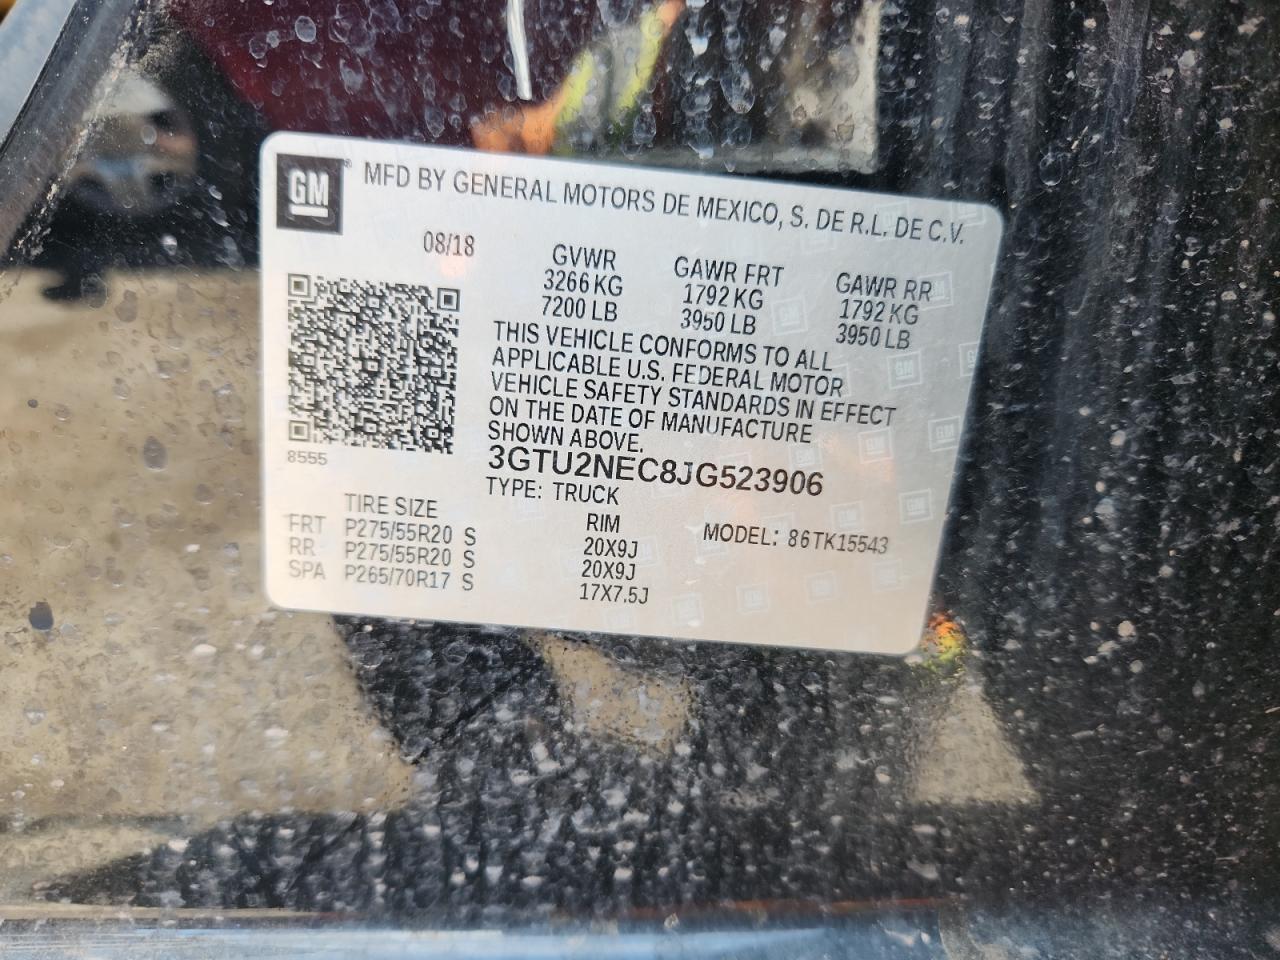 GM® MFD BY GENERAL MOTORS DE MEXICO, S. DE R.L. DE C.V.
08/18
GVWR GAWR FRT GAWR RR
3266 KG 1792 KG 1792 KG
7200 LB 3950 LB 3950 LB
THIS VEHICLE CONFORMS TO ALL
APPLICABLE U.S. FEDERAL MOTOR
VEHICLE SAFETY STANDARDS IN EFFECT
ON THE DATE OF MANUFACTURE
SHOWN ABOVE.
8555
3GTU2NEC8JG523906
TYPE: TRUCK
MODEL: 86TK15543
TIRE SIZE RIM
FRT P275/55R20 S 20X9J
RR P275/55R20 S 20X9J
SPA P265/70R17 S 17X7.5J